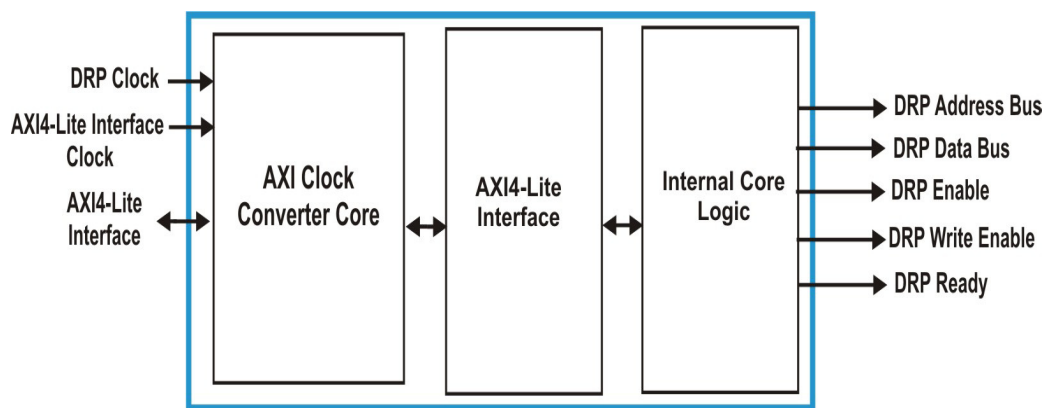 DRP Clock
AXI4-Lite Interface
Clock
AXI4-Lite
Interface
AXI Clock
Converter Core
AXI4-Lite
Interface
Internal Core
Logic
DRP Address Bus
DRP Data Bus
DRP Enable
DRP Write Enable
DRP Ready